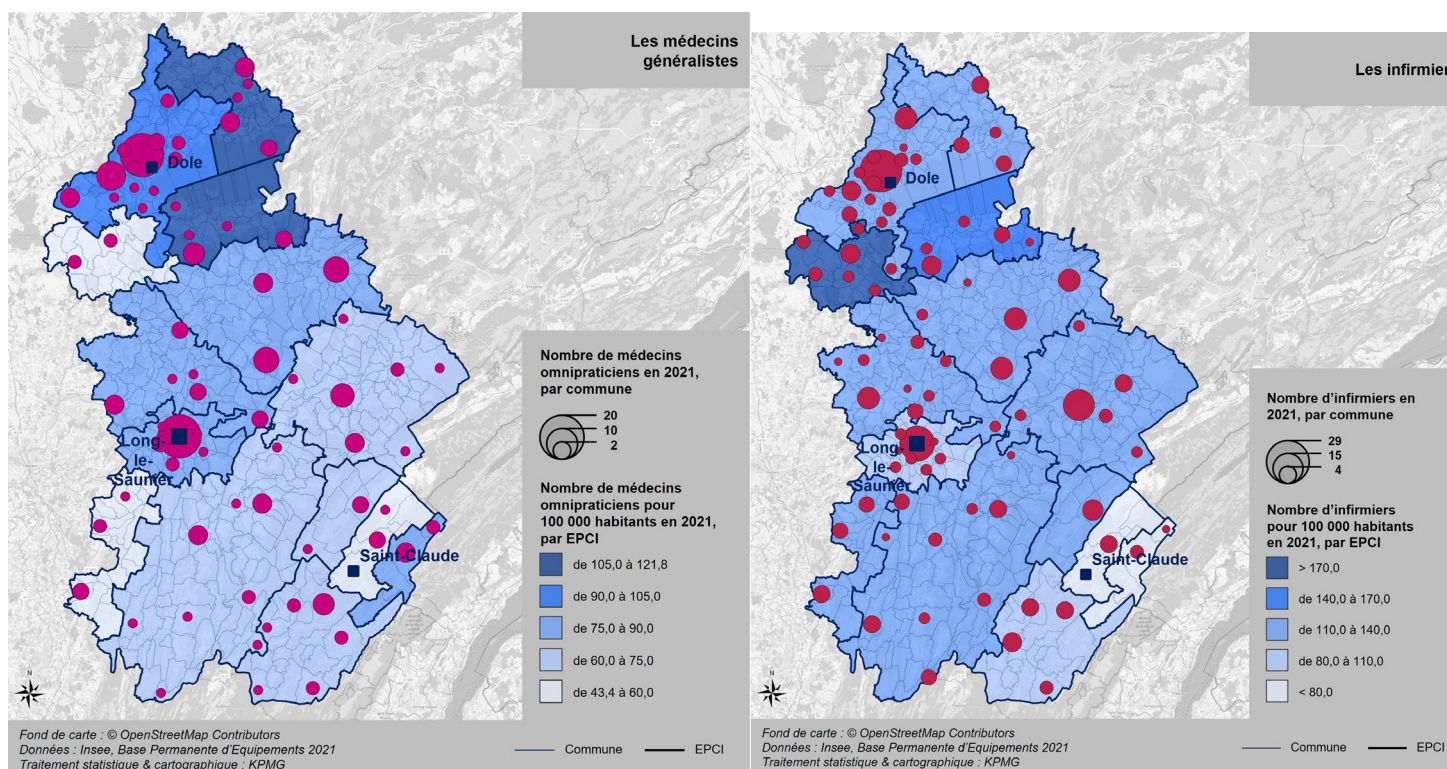 Les médecins
généralistes
Dole
Long-
le-
Saunier
Saint-Claude
Nombre de médecins
omnipraticiens en 2021,
par commune
20
10
2
Nombre de médecins
omnipraticiens pour
100 000 habitants en 2021,
par EPCI
de 105,0 à 121,8
de 90,0 à 105,0
de 75,0 à 90,0
de 60,0 à 75,0
de 43,4 à 60,0
N
Fond de carte : © OpenStreetMap Contributors
Données : Insee, Base Permanente d'Equipements 2021
Traitement statistique & cartographique : KPMG
Commune
EPCI
Les infirmier
Dole
Long-
le-
Saunier
Saint-Claude
Nombre d'infirmiers en
2021, par commune
29
15
4
Nombre d'infirmiers
pour 100 000 habitants
en 2021, par EPCI
> 170,0
de 140,0 à 170,0
de 110,0 à 140,0
de 80,0 à 110,0
< 80,0
N
Fond de carte : © OpenStreetMap Contributors
Données : Insee, Base Permanente d'Equipements 2021
Traitement statistique & cartographique : KPMG
Commune
EPCI